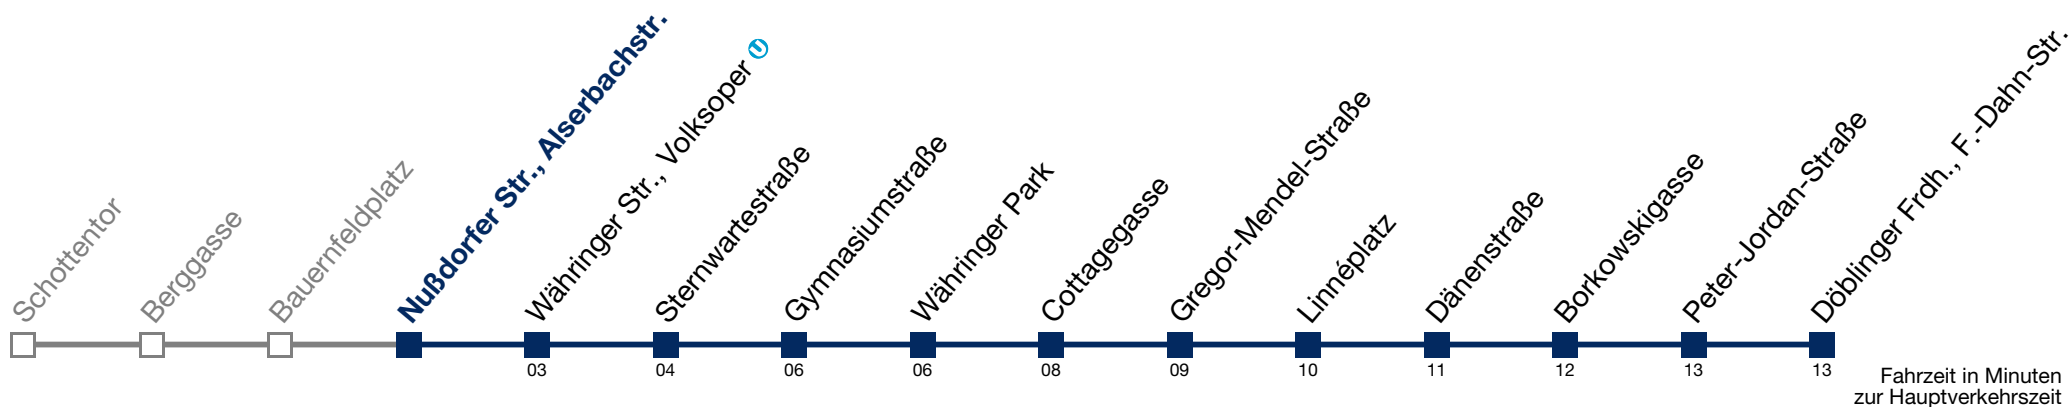 Schottentor
Berggasse
Bauernfeldplatz
Nußdorfer Str., Alserbachstr.
Währinger Str., Volksoper U
Sternwartestraße
Gymnasiumstraße
Währinger Park
Cottagegasse
Gregor-Mendel-Straße
Linnéplatz
Dänenstraße
Borkowskigasse
Peter-Jordan-Straße
Döblinger Frdh., F.-Dahn-Str.
03 04 06 06 08 09 10 11 12 13 13
Fahrzeit in Minuten
zur Hauptverkehrszeit